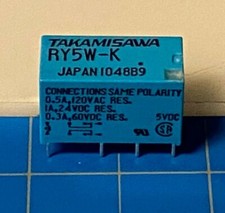 TAKAMISAWA
RY5W-K
JAPAN 1048B9
CONNECTIONS SAME POLARITY
0.5A,120VAC RES.
1A,24VDC RES.
0.3A,60VDC RES. 5VDC